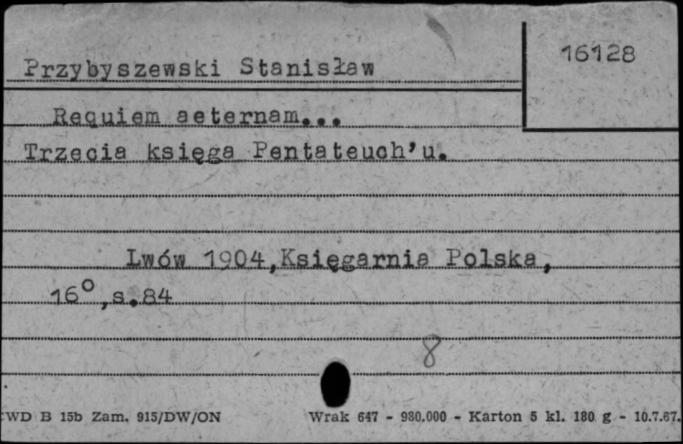 16128
Przybyszewski Stanisław
Requiem aeternam...
Trzecia księga Pentateuch'u.
Lwów 1904,Księgarnia Polska,
16°,s.84
8
WD B 15b Zam. 915/DW/ON Wrak 647 - 980.000 - Karton 5 kl. 180 g - 10.7.67.